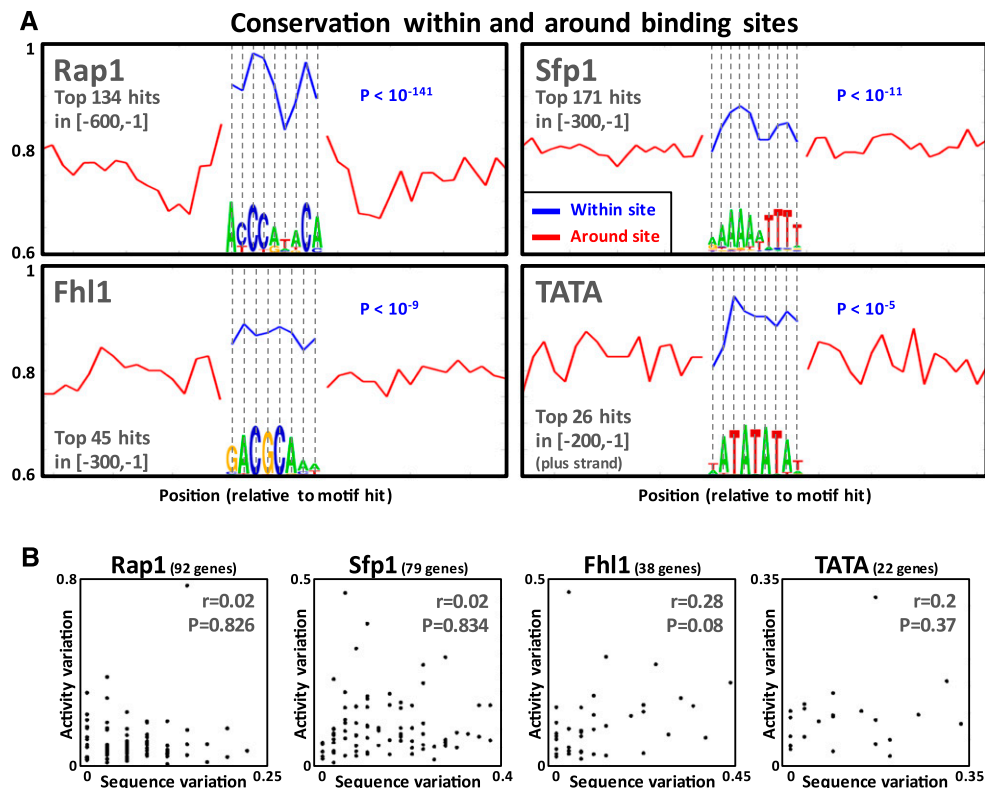 A
Conservation within and around binding sites
1
0.8
0.6
Rap1
Top 134 hits
in [-600,-1]
P < 10-141
Sfp1
Top 171 hits
in [-300,-1]
P < 10-11
Within site
Around site
1
0.8
0.6
Fhl1
P < 10-9
Top 45 hits
in [-300,-1]
GACGCAAA
TATA
P < 10-5
Top 26 hits
in [-200,-1]
(plus strand)
TATATATAT
Position (relative to motif hit)
Position (relative to motif hit)
B
Rap1 (92 genes)
0.8
r=0.02
P=0.826
Activity variation
0
0
0.25
Sequence variation
Sfp1 (79 genes)
0.5
r=0.02
P=0.834
Activity variation
0
0
0.4
Sequence variation
Fhl1 (38 genes)
0.5
r=0.28
P=0.08
Activity variation
0
0
0.45
Sequence variation
TATA (22 genes)
0.35
r=0.2
P=0.37
Activity variation
0
0
0.35
Sequence variation